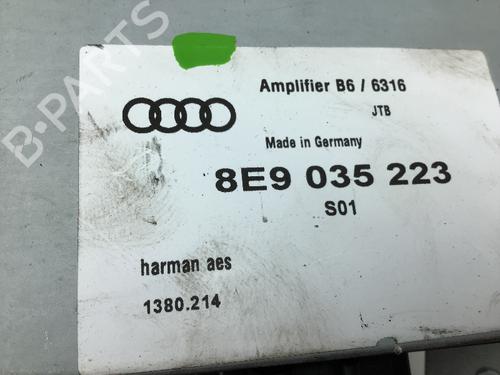 Amplifier B6 / 6316
JTB
Made in Germany
8E9 035 223
S01
harman aes
1380.214
B-PARTS